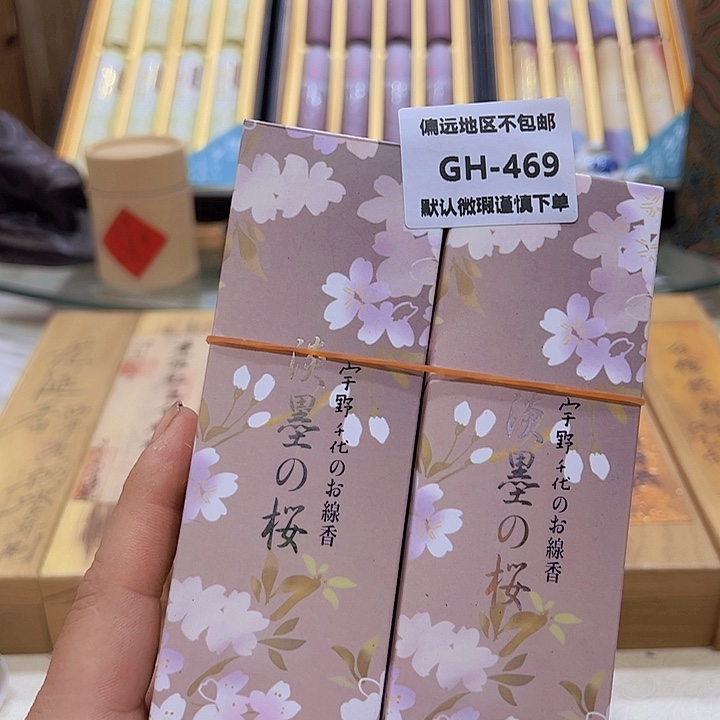 偏远地区不包邮
GH-469
默认微瑕谨慎下单
淡墨の桜
宇野千代のお線香
淡墨の桜
宇野千代のお線香